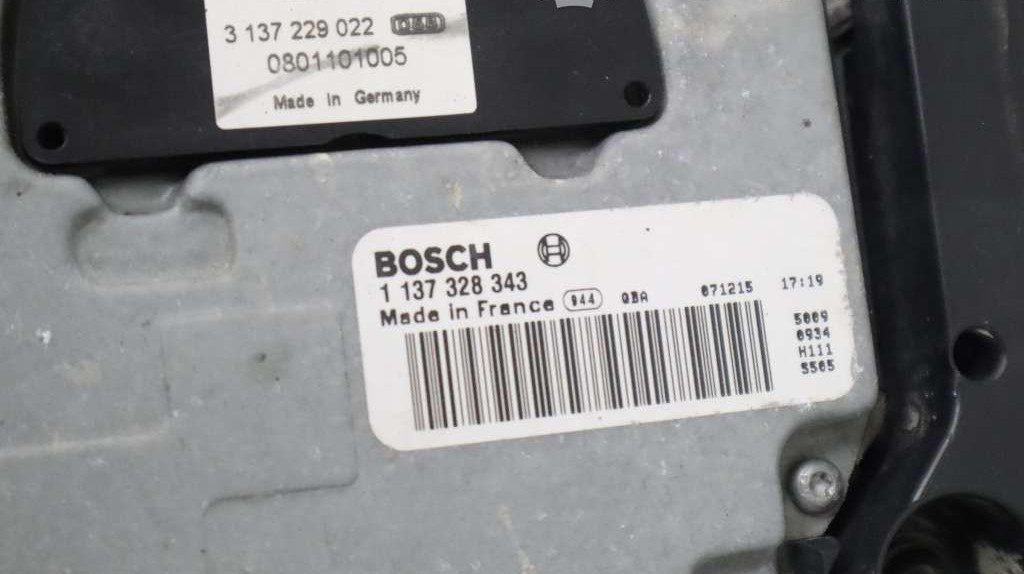 3 137 229 022
0801101005
Made in Germany
BOSCH
1 137 328 343
Made in France 944 QBA 071215 17:19
5009
0934
H111
S505